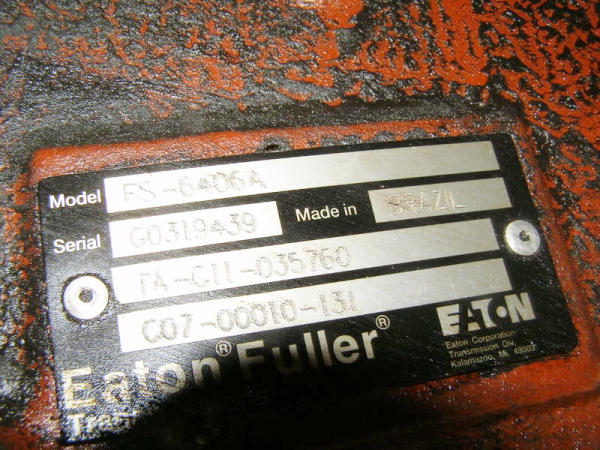 Model FS-6406A
Serial G0319439 Made in BRAZIL
TA-C11-035760
C07-00010-131
EATON
Eaton Corporation
Transmission Div.
Kalamazoo, Mi. 49003
Eaton® Fuller®